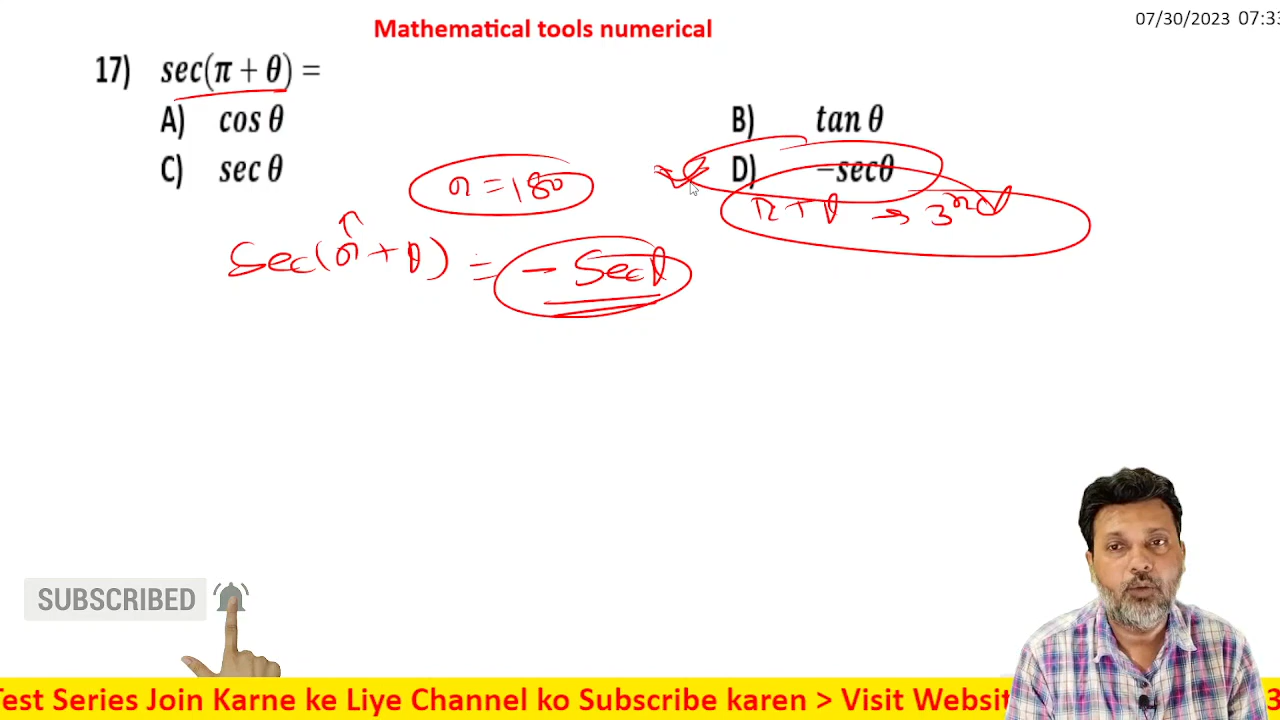 Mathematical tools numerical
07/30/2023 07:33
17) sec(π + θ) =
A) cos θ
B) tan θ
C) sec θ
D) −secθ
π = 180
π + θ → 3rd
Sec(π + θ) = − Secθ
SUBSCRIBED
Test Series Join Karne ke Liye Channel ko Subscribe karen > Visit Websit
3